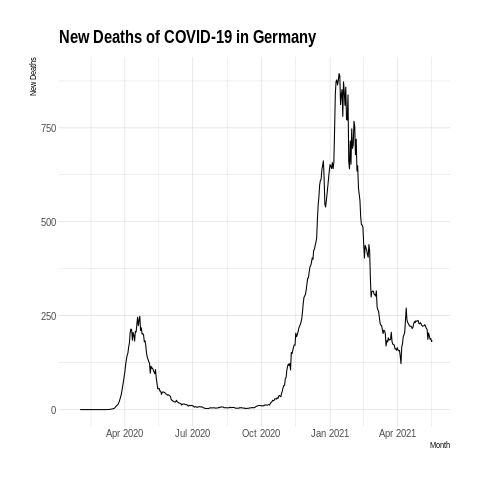 New Deaths of COVID-19 in Germany
New Deaths
750
500
250
0
Apr 2020 Jul 2020 Oct 2020 Jan 2021 Apr 2021
Month